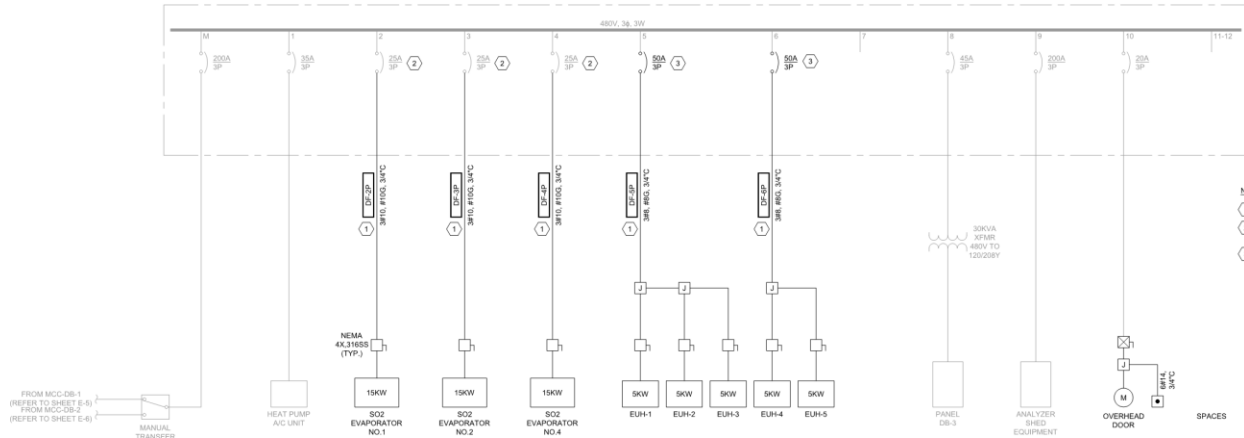 480V, 3ϕ, 3W
M
1
2
3
4
5
6
7
8
9
10
11-12
200A
3P
35A
3P
25A
3P
2
25A
3P
2
25A
3P
2
50A
3P
3
50A
3P
3
45A
3P
200A
3P
20A
3P
DF-2P
3#10, #10G, 3/4"C
1
DF-3P
3#10, #10G, 3/4"C
1
DF-4P
3#10, #10G, 3/4"C
1
DF-5P
3#8, #8G, 3/4"C
1
DF-6P
3#8, #8G, 3/4"C
1
30KVA
XFMR
480V TO
120/208Y
J
J
J
NEMA
4X,316SS
(TYP.)
J
6#14,
3/4"C
M
FROM MCC-DB-1
(REFER TO SHEET E-5)
FROM MCC-DB-2
(REFER TO SHEET E-6)
MANUAL
TRANSFER
HEAT PUMP
A/C UNIT
15KW
SO2
EVAPORATOR
NO.1
15KW
SO2
EVAPORATOR
NO.2
15KW
SO2
EVAPORATOR
NO.4
5KW
EUH-1
5KW
EUH-2
5KW
EUH-3
5KW
EUH-4
5KW
EUH-5
PANEL
DB-3
ANALYZER
SHED
EQUIPMENT
OVERHEAD
DOOR
SPACES